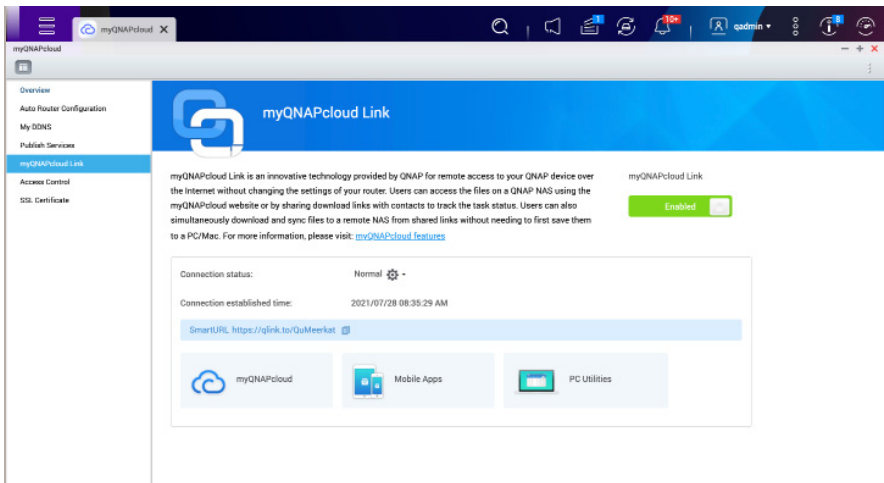 myQNAPcloud X
1
10+
qadmin
8
myQNAPcloud
Overview
Auto Router Configuration
My DDNS
Publish Services
myQNAPcloud Link
Access Control
SSL Certificate
myQNAPcloud Link
myQNAPcloud Link is an innovative technology provided by QNAP for remote access to your QNAP device over
the Internet without changing the settings of your router. Users can access the files on a QNAP NAS using the
myQNAPcloud website or by sharing download links with contacts to track the task status. Users can also
simultaneously download and sync files to a remote NAS from shared links without needing to first save them
to a PC/Mac. For more information, please visit: myQNAPcloud features
myQNAPcloud Link
Enabled
Connection status: Normal
Connection established time: 2021/07/28 08:35:29 AM
SmartURL https://qlink.to/QuMeerkat
myQNAPcloud
Mobile Apps
PC Utilities